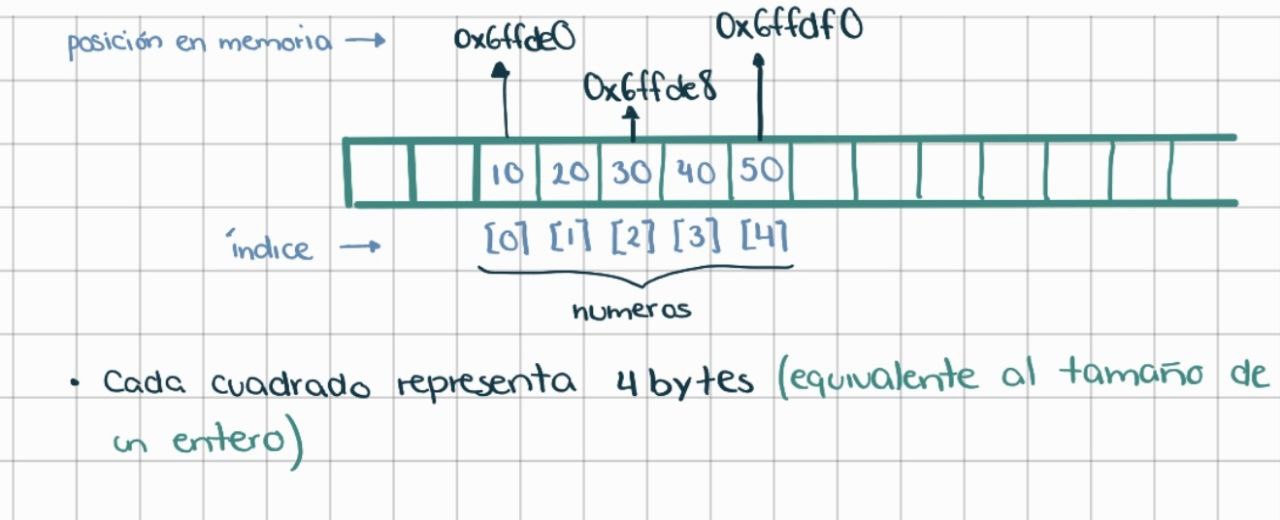 posición en memoria → 0x6ffde0 0x6ffdf0
0x6ffde8
10 20 30 40 50
índice → [0] [1] [2] [3] [4]
numeros
• Cada cuadrado representa 4 bytes (equivalente al tamaño de
un entero)